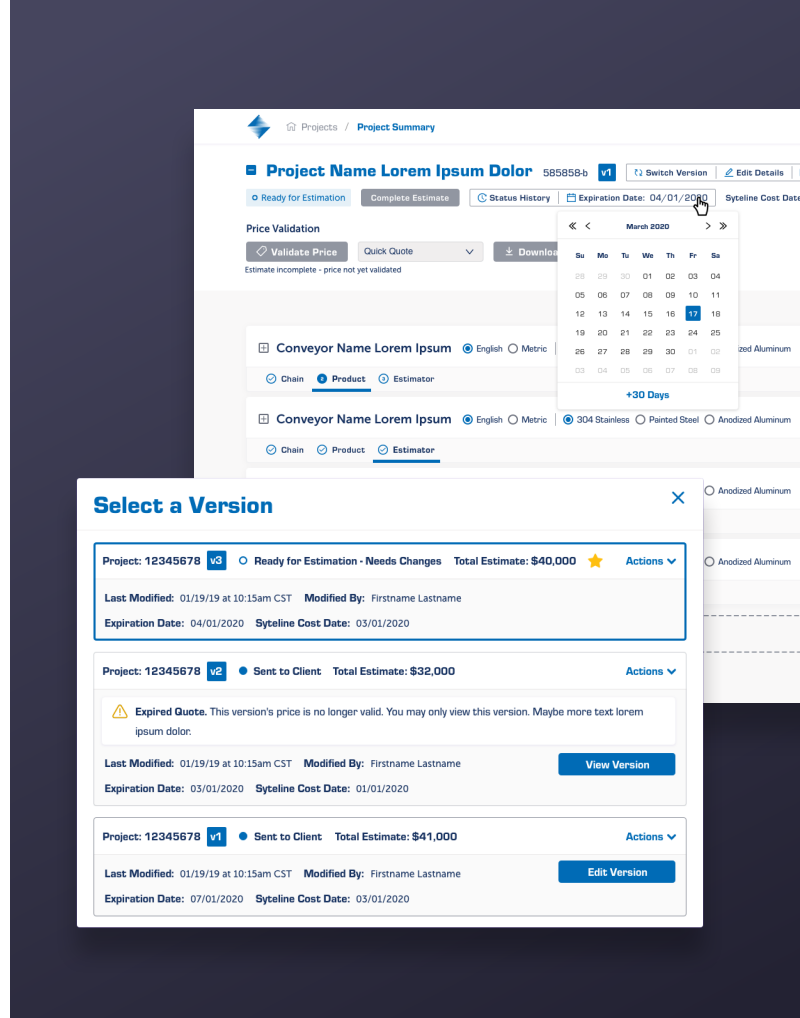 Projects / Project Summary
Project Name Lorem Ipsum Dolor 585858-b v1 Switch Version Edit Details
Ready for Estimation Complete Estimate Status History Expiration Date: 04/01/2020 Syteline Cost Date
Price Validation
Validate Price Quick Quote
Estimate incomplete - price not yet validated
March 2020
Su Mo Tu We Th Fr Sa
28 29 30 01 02 03 04
05 06 07 08 09 10 11
12 13 14 15 16 17 18
19 20 21 22 23 24 25
26 27 28 29 30 01 02
03 04 05 06 07 08 09
+30 Days
Conveyor Name Lorem Ipsum English Metric Aluminum
Chain Product 3 Estimator
Conveyor Name Lorem Ipsum English Metric 304 Stainless Painted Steel Anodized Aluminum
Chain Product Estimator
Anodized Aluminum
Anodized Aluminum
Select a Version
Project: 12345678 v3 Ready for Estimation - Needs Changes Total Estimate: $40,000 Actions
Last Modified: 01/19/19 at 10:15am CST Modified By: Firstname Lastname
Expiration Date: 04/01/2020 Syteline Cost Date: 03/01/2020
Project: 12345678 v2 Sent to Client Total Estimate: $32,000 Actions
Expired Quote. This version's price is no longer valid. You may only view this version. Maybe more text lorem
ipsum dolor.
Last Modified: 01/19/19 at 10:15am CST Modified By: Firstname Lastname
View Version
Expiration Date: 03/01/2020 Syteline Cost Date: 01/01/2020
Project: 12345678 v1 Sent to Client Total Estimate: $41,000 Actions
Last Modified: 01/19/19 at 10:15am CST Modified By: Firstname Lastname
Edit Version
Expiration Date: 07/01/2020 Syteline Cost Date: 03/01/2020